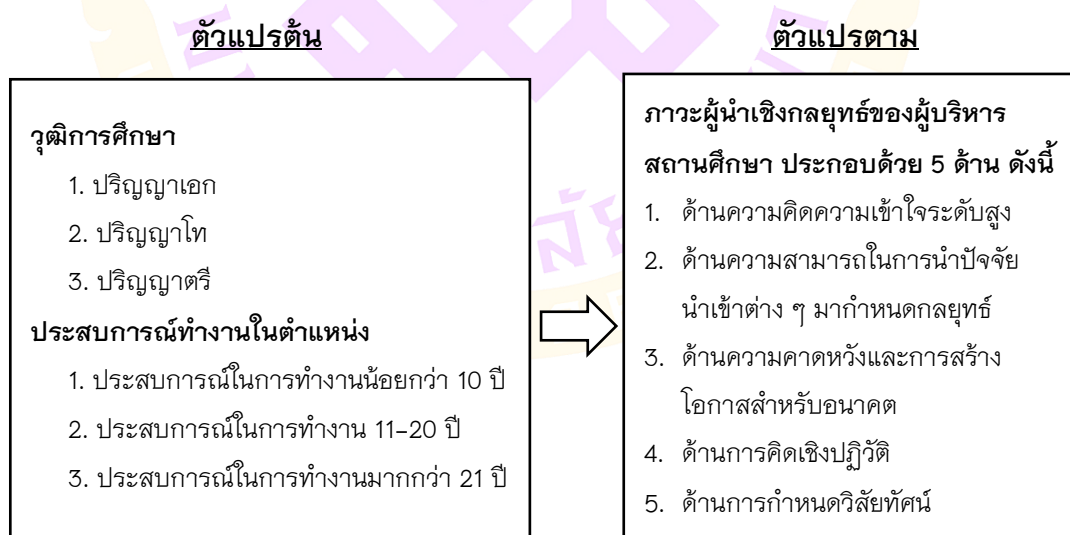 ตัวแปรต้น
วุฒิการศึกษา
1. ปริญญาเอก
2. ปริญญาโท
3. ปริญญาตรี
ประสบการณ์ทำงานในตำแหน่ง
1. ประสบการณ์ในการทำงานน้อยกว่า 10 ปี
2. ประสบการณ์ในการทำงาน 11–20 ปี
3. ประสบการณ์ในการทำงานมากกว่า 21 ปี
ตัวแปรตาม
ภาวะผู้นำเชิงกลยุทธ์ของผู้บริหาร
สถานศึกษา ประกอบด้วย 5 ด้าน ดังนี้
1. ด้านความคิดความเข้าใจระดับสูง
2. ด้านความสามารถในการนำปัจจัย
นำเข้าต่าง ๆ มากำหนดกลยุทธ์
3. ด้านความคาดหวังและการสร้าง
โอกาสสำหรับอนาคต
4. ด้านการคิดเชิงปฏิวัติ
5. ด้านการกำหนดวิสัยทัศน์